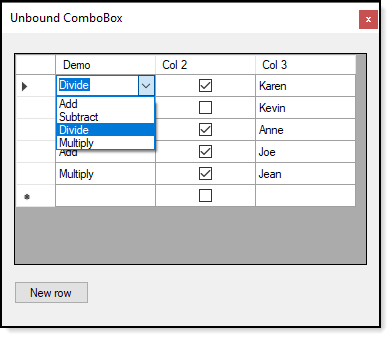 Unbound ComboBox
Demo Col 2 Col 3
Divide Karen
Add Kevin
Subtract
Divide Anne
Multiply
Add Joe
Multiply Jean
New row